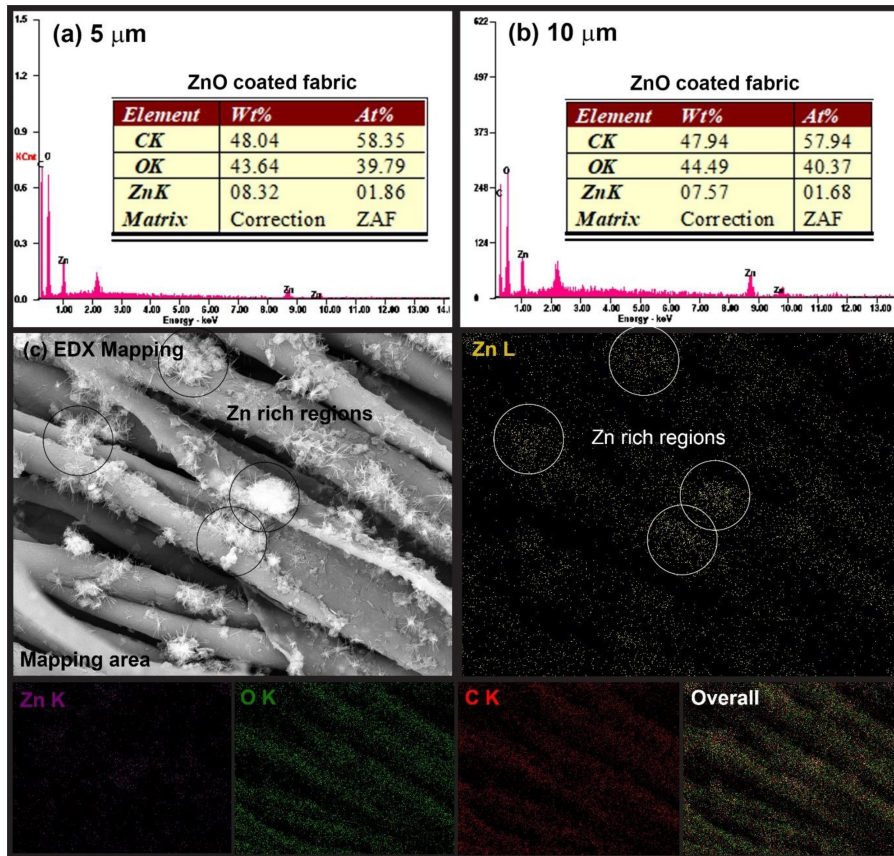 (a) 5 μm
ZnO coated fabric
Element Wt% At%
CK 48.04 58.35
OK 43.64 39.79
ZnK 08.32 01.86
Matrix Correction ZAF
1.5
1.2
0.9
KCnt
0.6
0.3
0.0
C
O
Zn
Zn
Zn
1.00 2.00 3.00 4.00 5.00 6.00 7.00 8.00 9.00 10.00 11.00 12.00 13.00
Energy - keV
(b) 10 μm
ZnO coated fabric
Element Wt% At%
CK 47.94 57.94
OK 44.49 40.37
ZnK 07.57 01.68
Matrix Correction ZAF
622
497
373
248
124
0
C
O
Zn
Zn
1.00 2.00 3.00 4.00 5.00 6.00 7.00 8.00 9.00 10.00 11.00 12.00 13.00
Energy - keV
(c) EDX Mapping
Zn rich regions
Mapping area
Zn L
Zn rich regions
Zn K
O K
C K
Overall